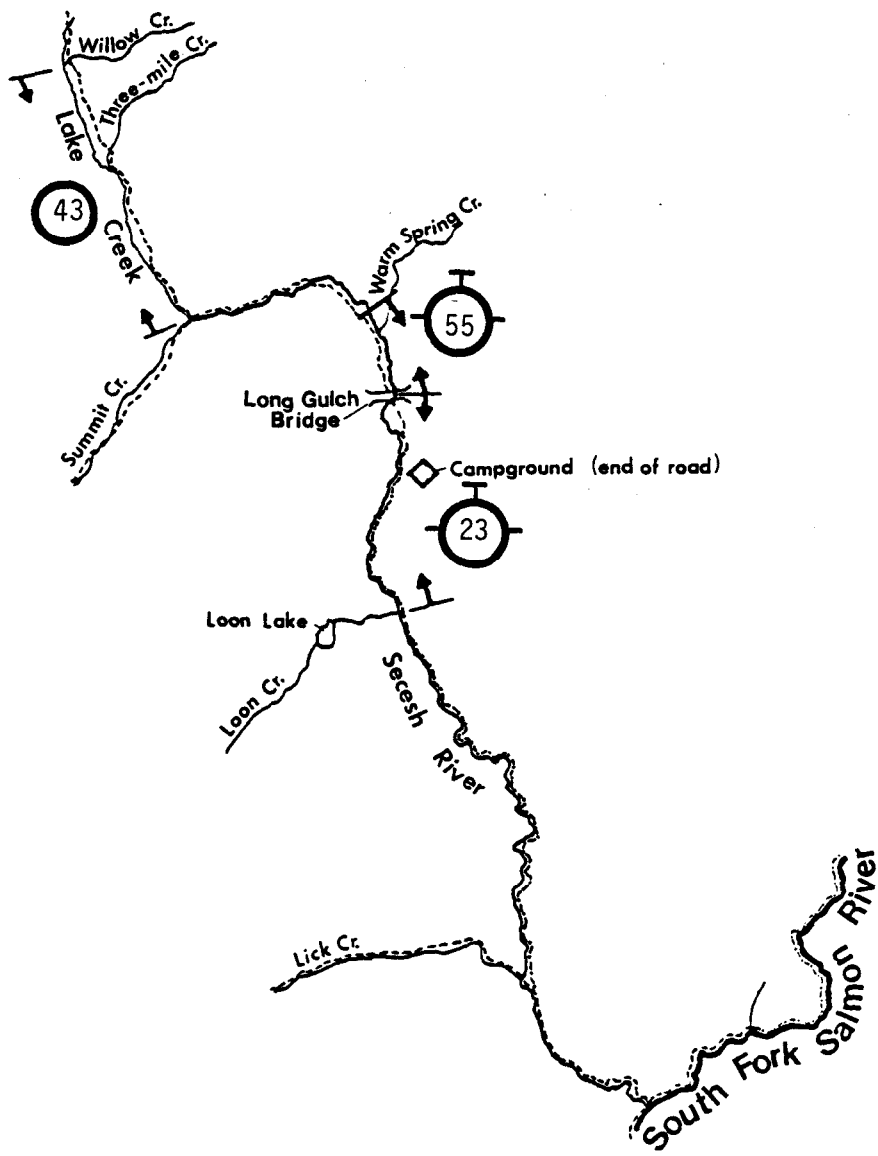 Willow Cr.
Three-mile Cr.
Lake
Creek
43
Warm Spring Cr.
55
Summit Cr.
Long Gulch
Bridge
Campground (end of road)
23
Loon Lake
Loon Cr.
Secesh
River
Lick Cr.
South Fork Salmon River